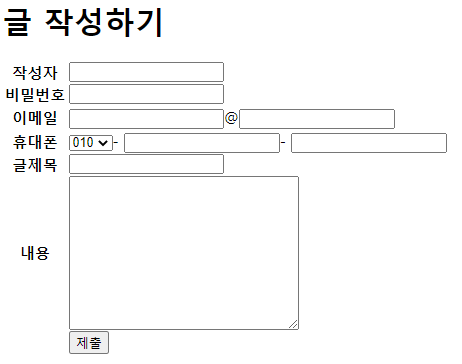 글 작성하기
작성자
비밀번호
이메일 @
휴대폰 010 - -
글제목
내용
제출